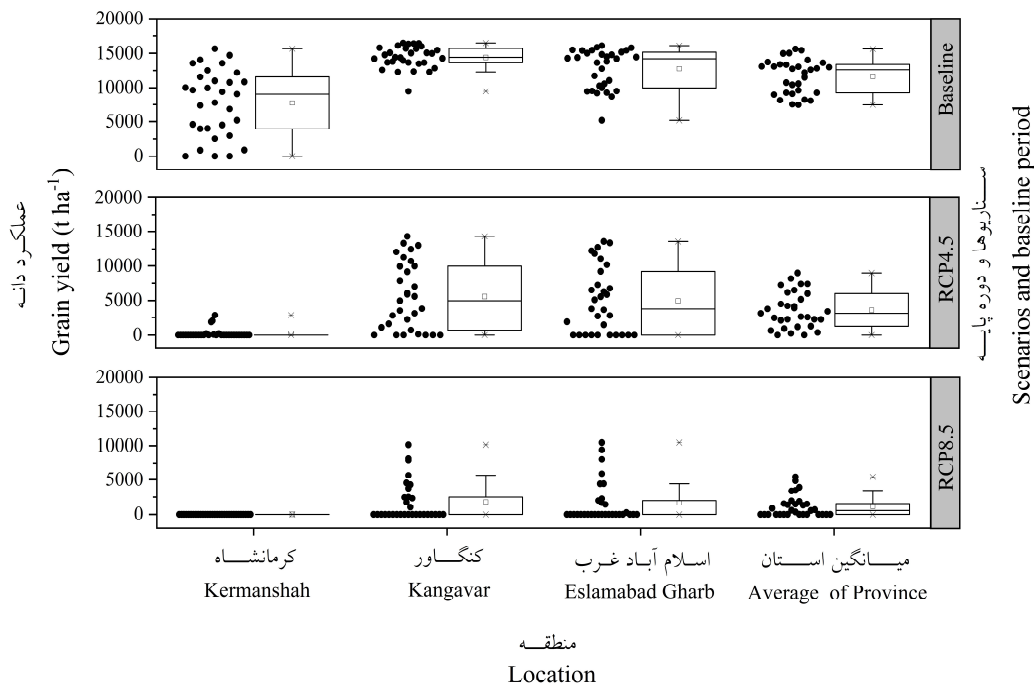 عملکرد دانه
Grain yield (t ha⁻¹)
20000
15000
10000
5000
0
Baseline
20000
15000
10000
5000
0
RCP4.5
20000
15000
10000
5000
0
RCP8.5
سناریوها و دوره پایه
Scenarios and baseline period
کرمانشاه
کنگاور
اسلام آباد غرب
میانگین استان
Kermanshah
Kangavar
Eslamabad Gharb
Average of Province
منطقه
Location